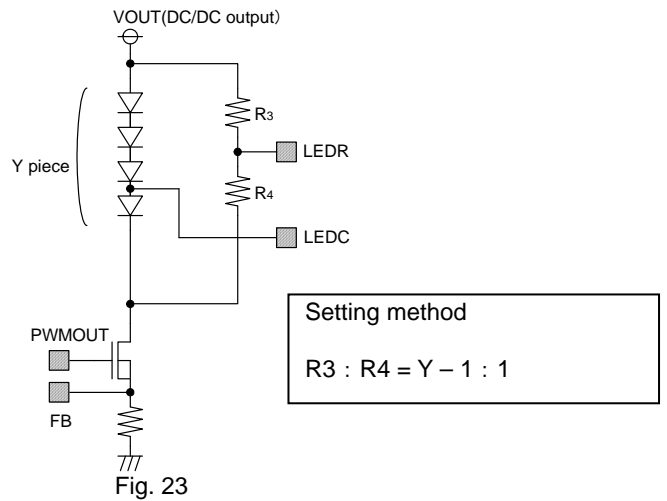 VOUT(DC/DC output)
R3
LEDR
Y piece
R4
LEDC
Setting method
R3 : R4 = Y – 1 : 1
PWMOUT
FB
Fig. 23